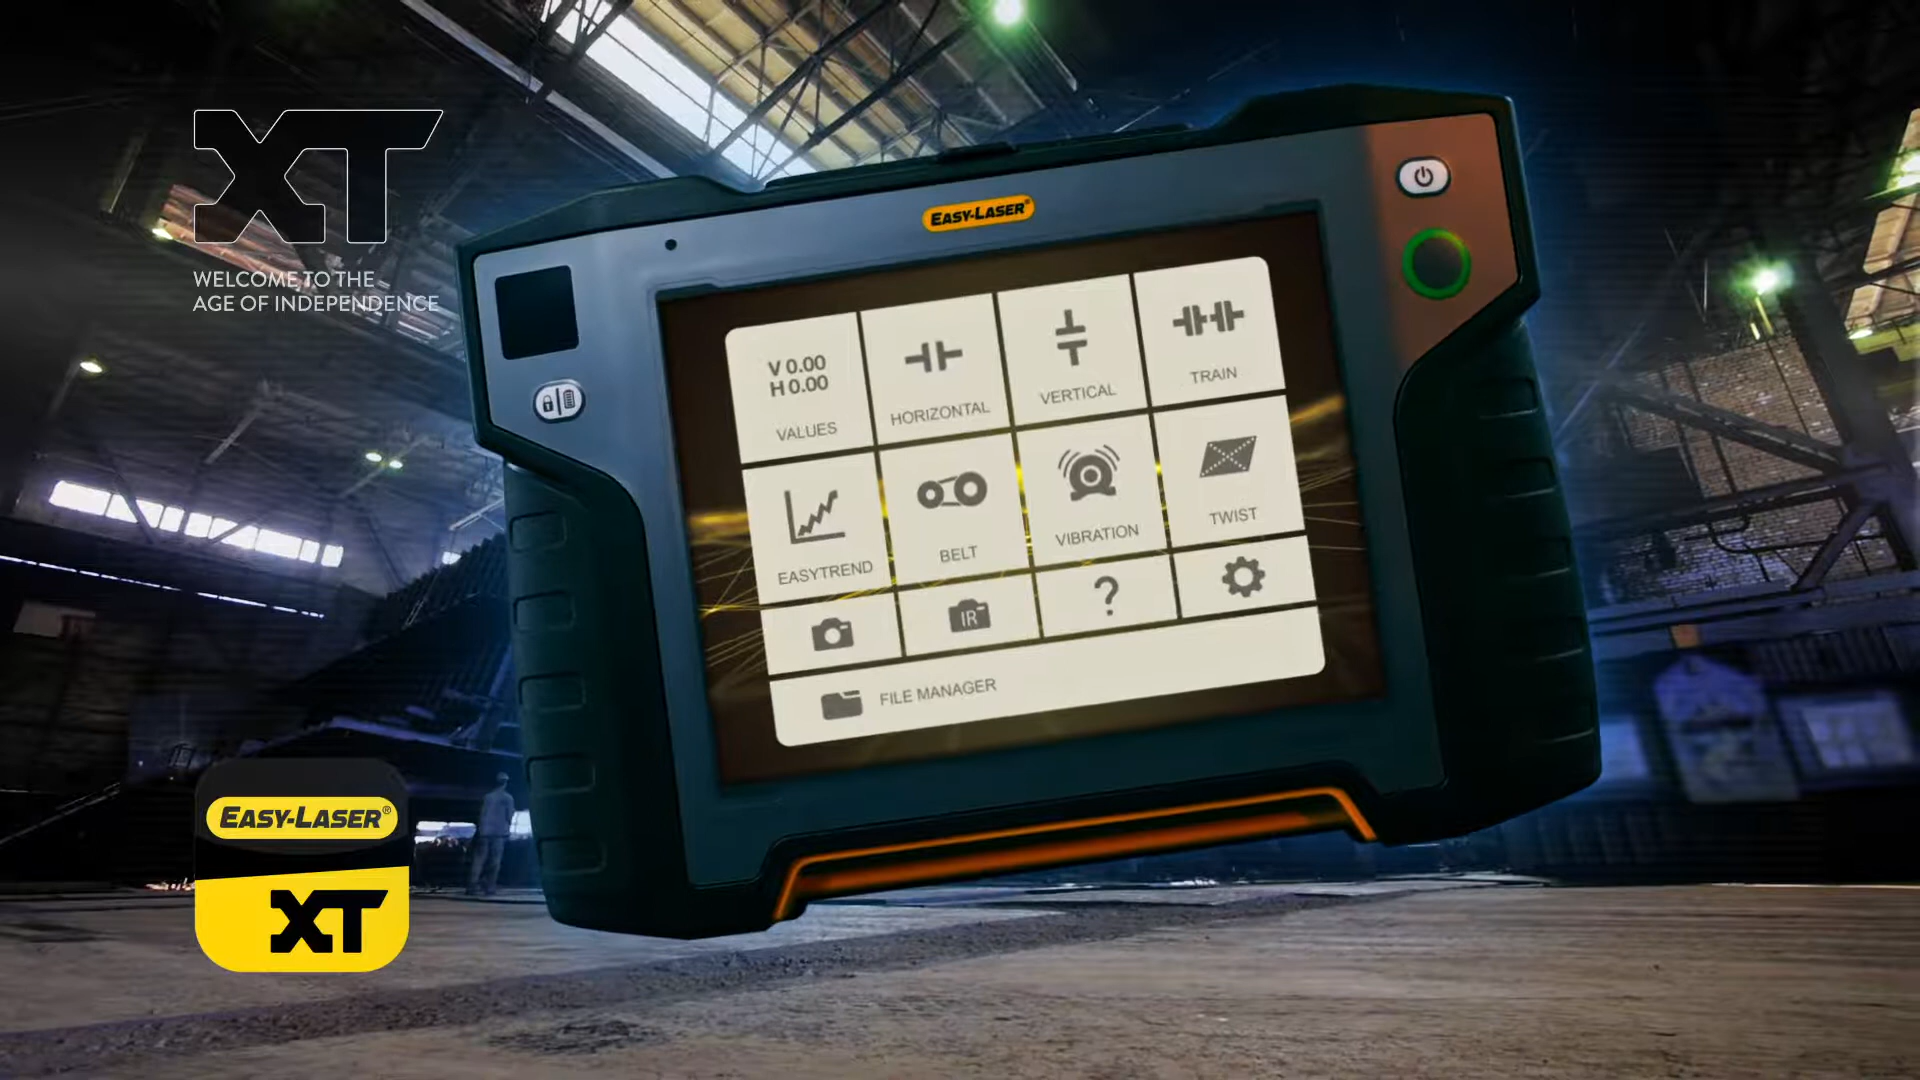 XT
WELCOME TO THE
AGE OF INDEPENDENCE
EASY-LASER®
V 0.00
H 0.00
VALUES
HORIZONTAL
VERTICAL
TRAIN
EASYTREND
BELT
VIBRATION
TWIST
IR
?
FILE MANAGER
EASY-LASER®
XT